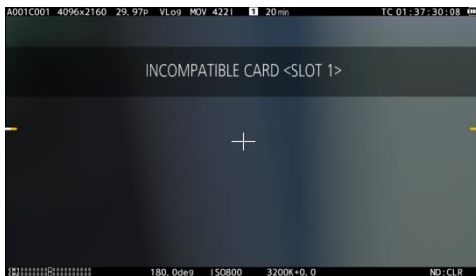 A001C001 4096x2160 29.97P VLog MOV 422I 1 20min TC 01:37:30:08
INCOMPATIBLE CARD <SLOT 1>
180.0deg ISO800 3200K+0.0 ND:CLR